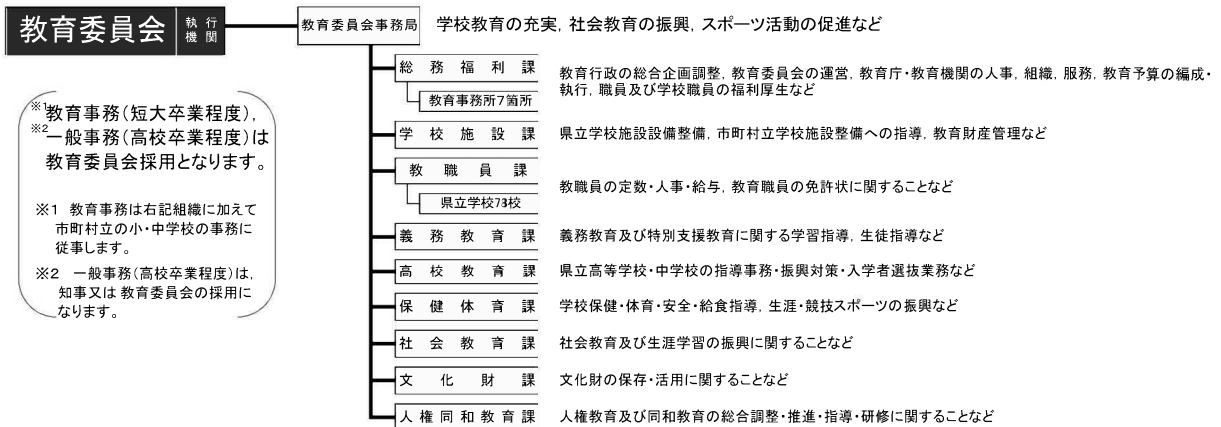 教育委員会 執行機関
教育委員会事務局 学校教育の充実, 社会教育の振興, スポーツ活動の促進など
総務福利課 教育行政の総合企画調整, 教育委員会の運営, 教育庁・教育機関の人事, 組織, 服務, 教育予算の編成・
執行, 職員及び学校職員の福利厚生など
教育事務所7箇所
学校施設課 県立学校施設設備整備, 市町村立学校施設整備への指導, 教育財産管理など
教職員課 教職員の定数・人事・給与, 教育職員の免許状に関することなど
県立学校78校
義務教育課 義務教育及び特別支援教育に関する学習指導, 生徒指導など
高校教育課 県立高等学校・中学校の指導事務・振興対策・入学者選抜業務など
保健体育課 学校保健・体育・安全・給食指導, 生涯・競技スポーツの振興など
社会教育課 社会教育及び生涯学習の振興に関することなど
文化財課 文化財の保存・活用に関することなど
人権同和教育課 人権教育及び同和教育の総合調整・推進・指導・研修に関することなど
※1教育事務(短大卒業程度),
※2一般事務(高校卒業程度)は
教育委員会採用となります。
※1 教育事務は右記組織に加えて
市町村立の小・中学校の事務に
従事します。
※2 一般事務(高校卒業程度)は,
知事又は 教育委員会の採用に
なります。